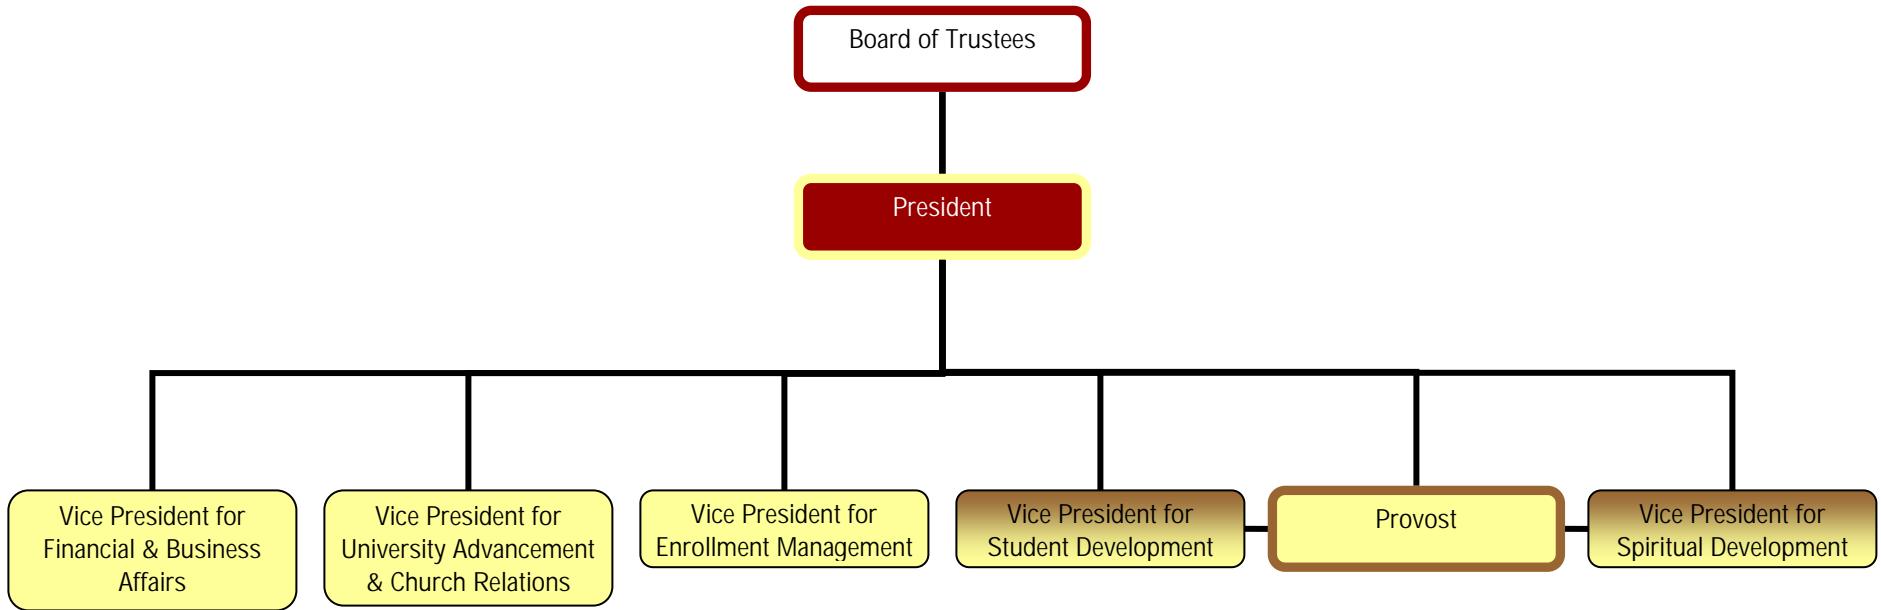 Board of Trustees
President
Vice President for
Financial & Business
Affairs
Vice President for
University Advancement
& Church Relations
Vice President for
Enrollment Management
Vice President for
Student Development
Provost
Vice President for
Spiritual Development